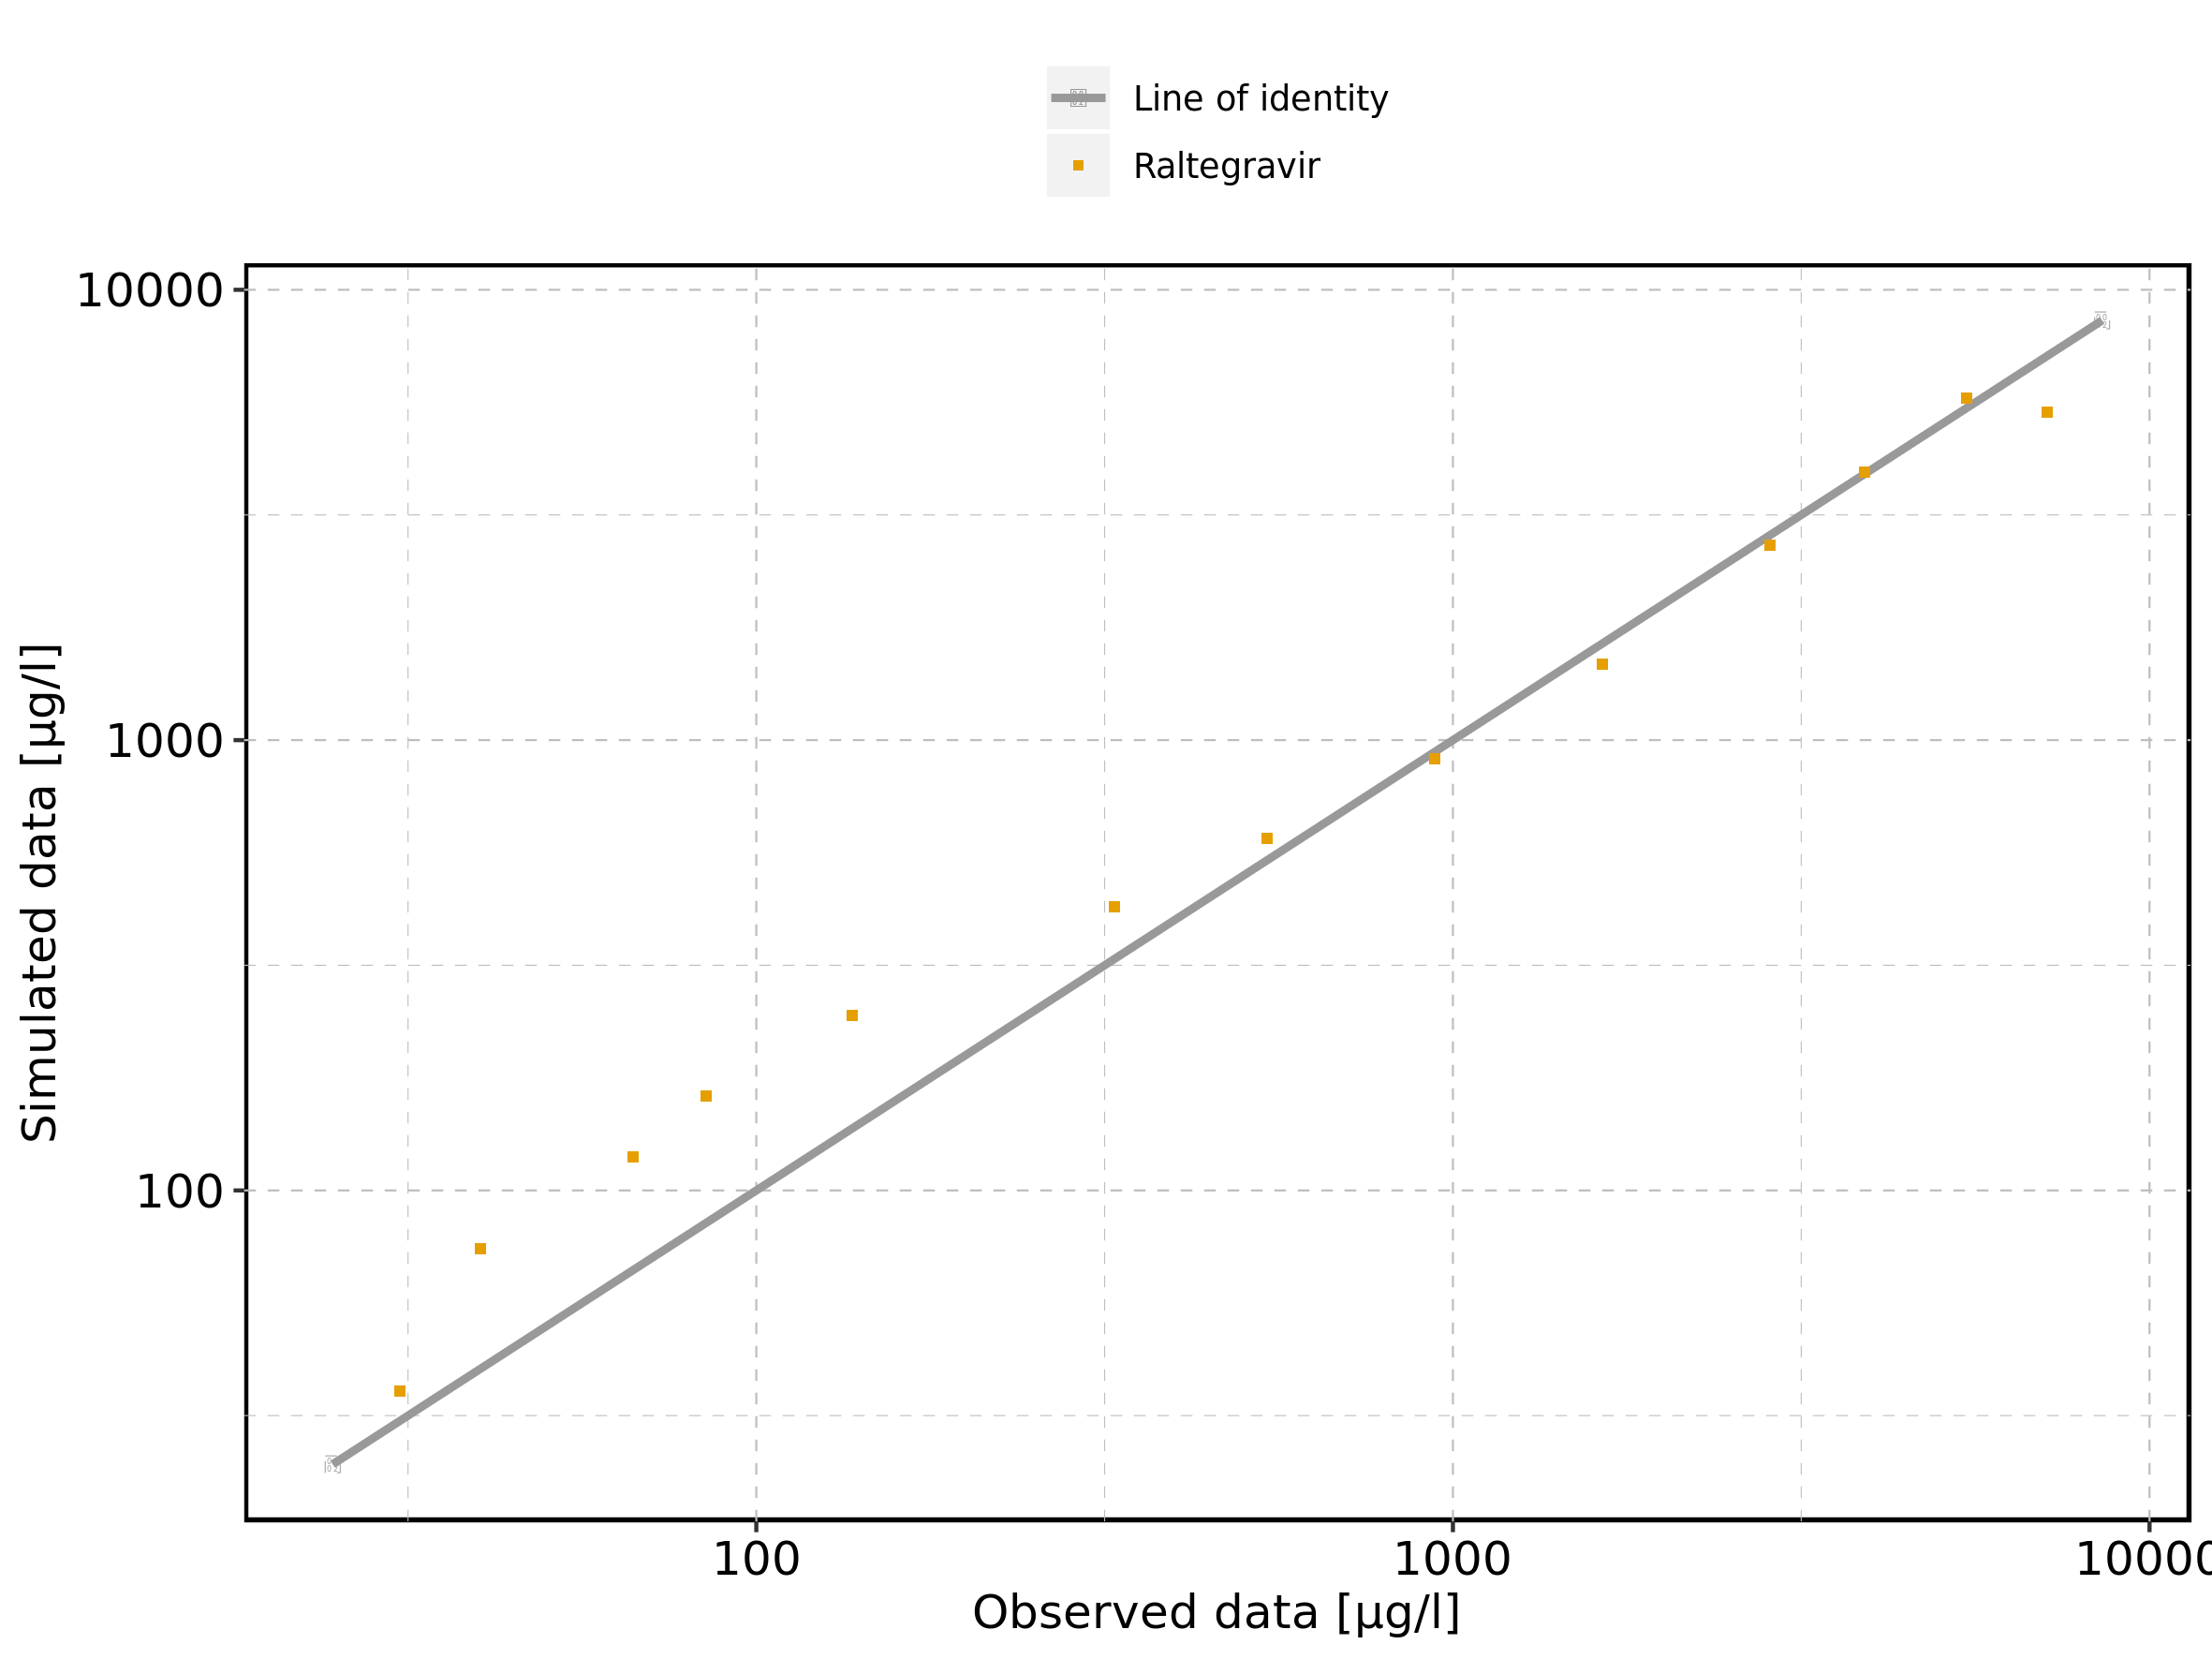 Line of identity
Raltegravir
10000
1000
100
Simulated data [µg/l]
100
1000
10000
Observed data [µg/l]